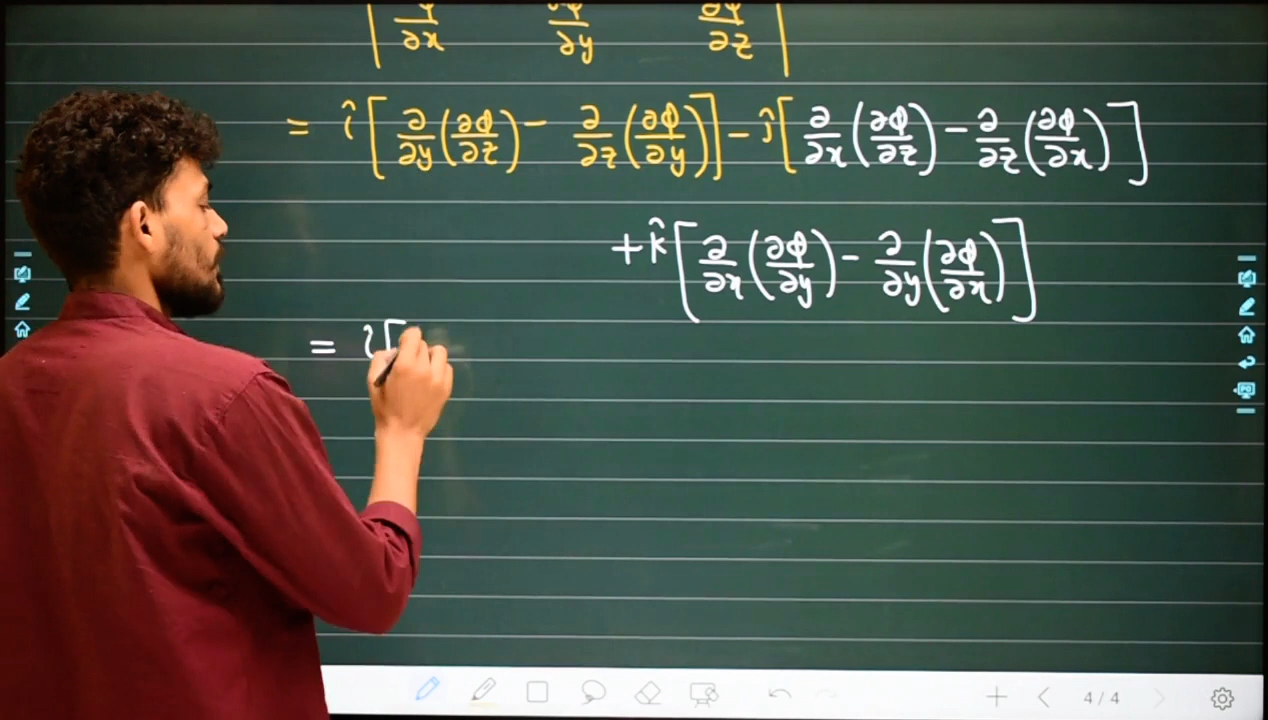 ∂φ/∂x ∂φ/∂y ∂φ/∂z
= î [ ∂/∂y (∂φ/∂z) − ∂/∂z (∂φ/∂y) ] − ĵ [ ∂/∂x (∂φ/∂z) − ∂/∂z (∂φ/∂x) ]
+ k̂ [ ∂/∂x (∂φ/∂y) − ∂/∂y (∂φ/∂x) ]
= i [
4 / 4